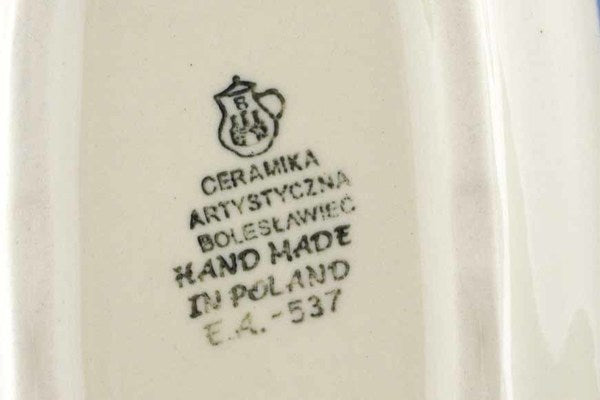 B
CERAMIKA
ARTYSTYCZNA
BOLESŁAWIEC
HAND MADE
IN POLAND
E.A.-537